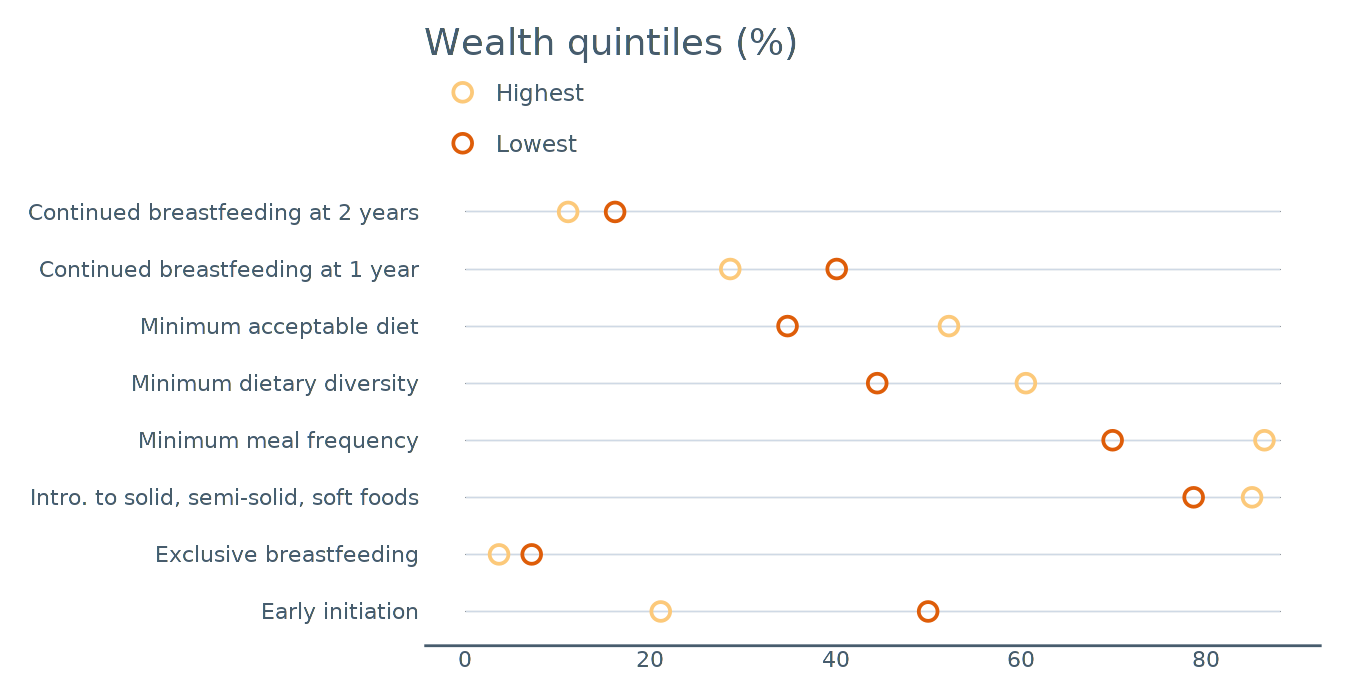 Wealth quintiles (%)
Highest
Lowest
Continued breastfeeding at 2 years
Continued breastfeeding at 1 year
Minimum acceptable diet
Minimum dietary diversity
Minimum meal frequency
Intro. to solid, semi-solid, soft foods
Exclusive breastfeeding
Early initiation
0 20 40 60 80